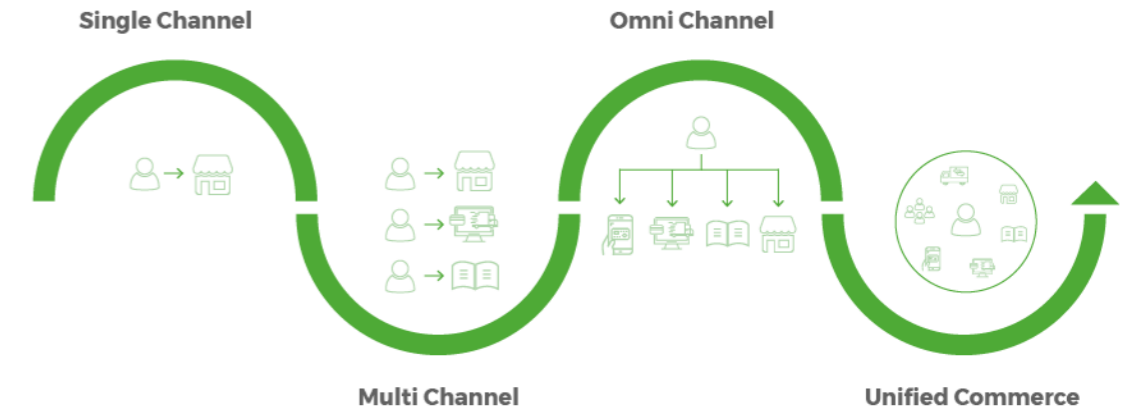 Single Channel
Omni Channel
Multi Channel
Unified Commerce